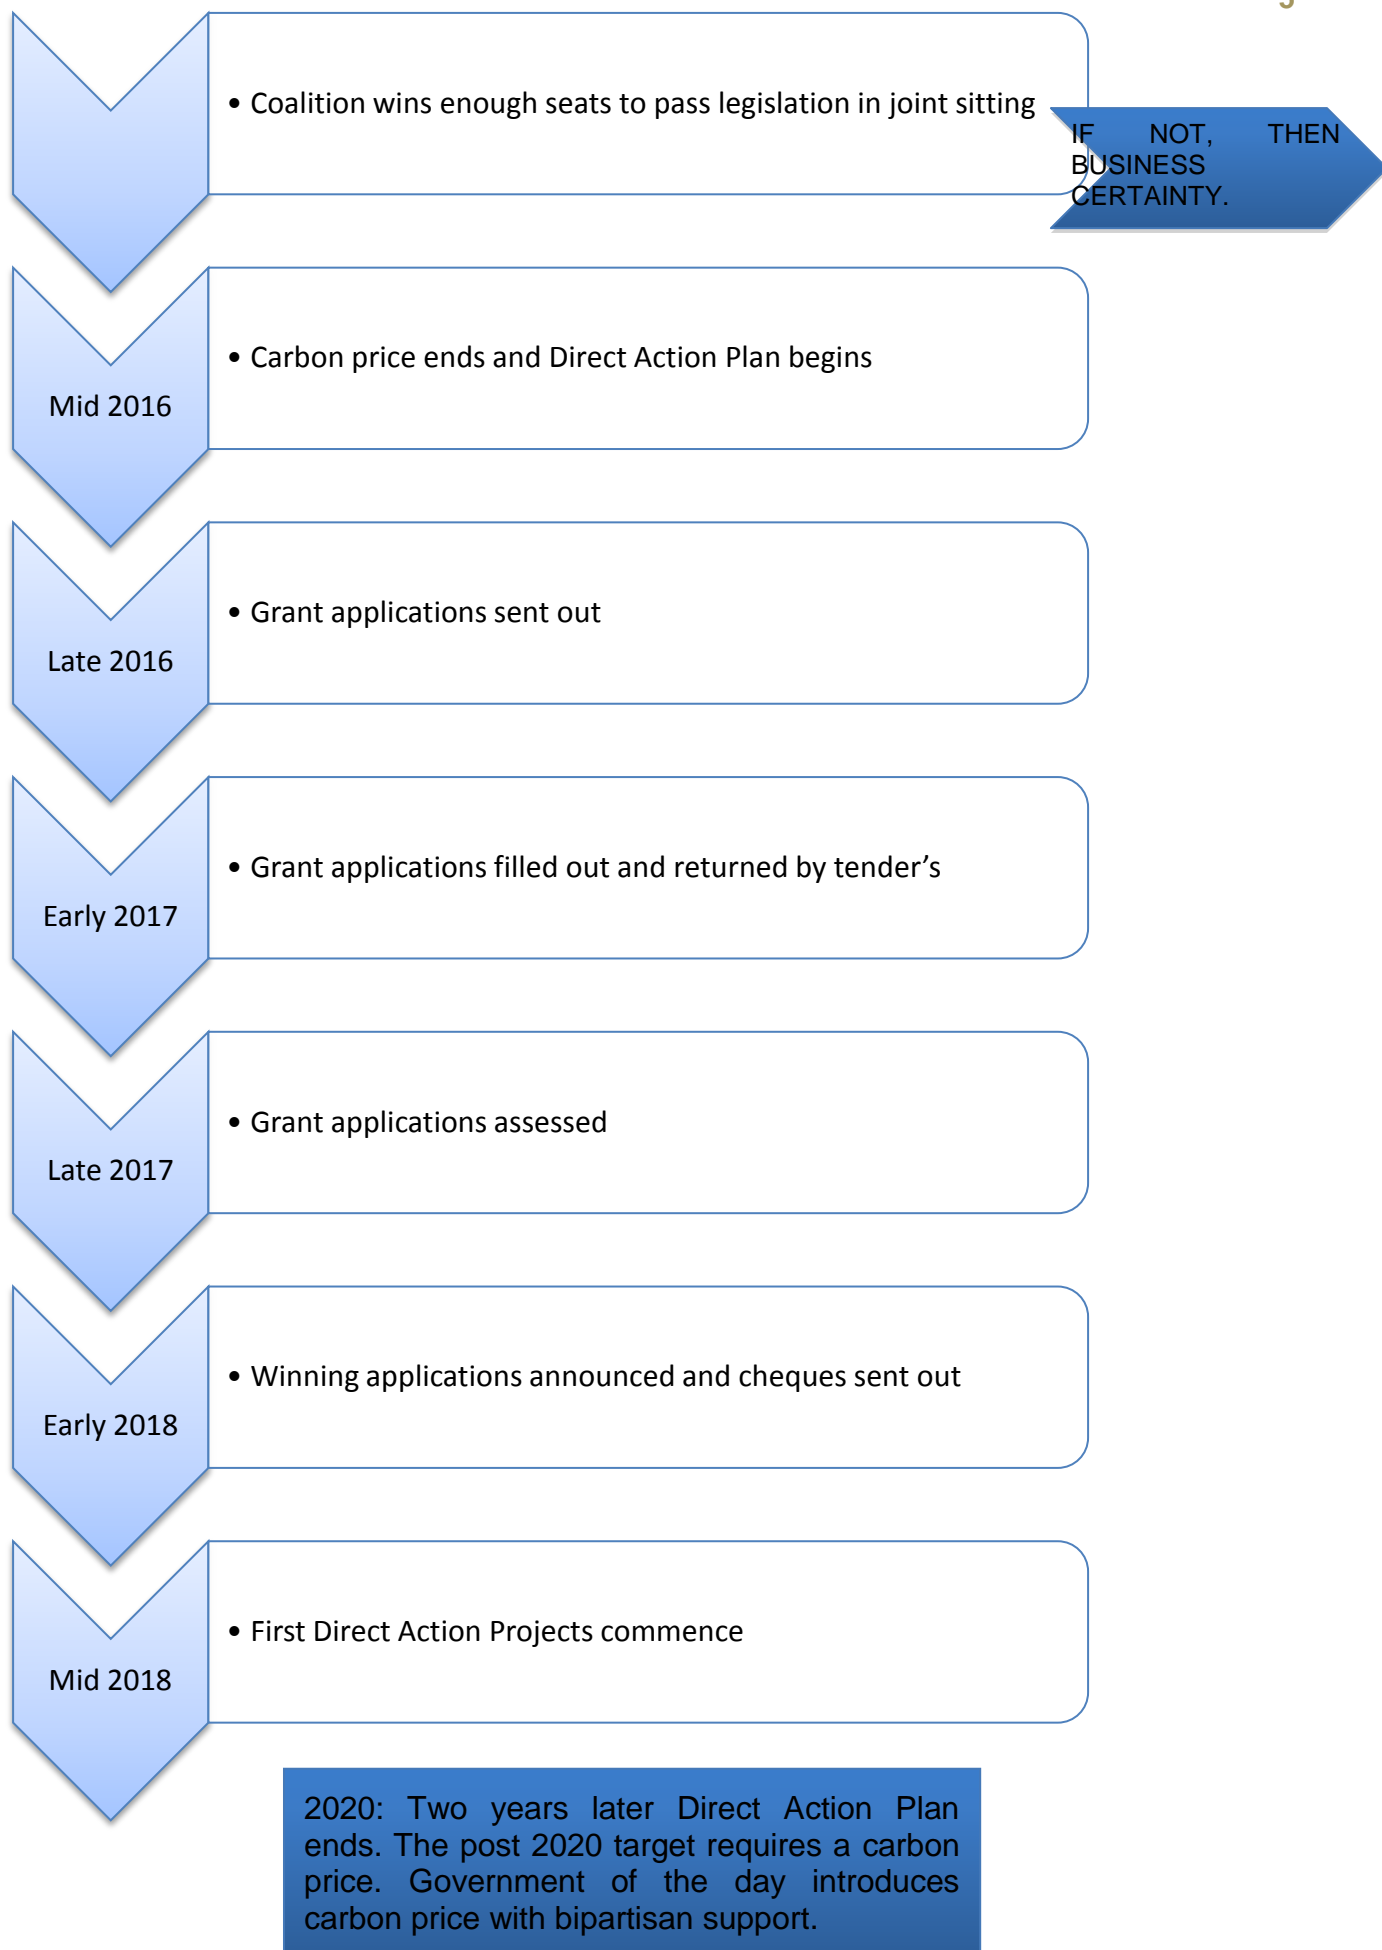 • Coalition wins enough seats to pass legislation in joint sitting
IF NOT, THEN
BUSINESS
CERTAINTY.
Mid 2016
• Carbon price ends and Direct Action Plan begins
Late 2016
• Grant applications sent out
Early 2017
• Grant applications filled out and returned by tender’s
Late 2017
• Grant applications assessed
Early 2018
• Winning applications announced and cheques sent out
Mid 2018
• First Direct Action Projects commence
2020: Two years later Direct Action Plan
ends. The post 2020 target requires a carbon
price. Government of the day introduces
carbon price with bipartisan support.